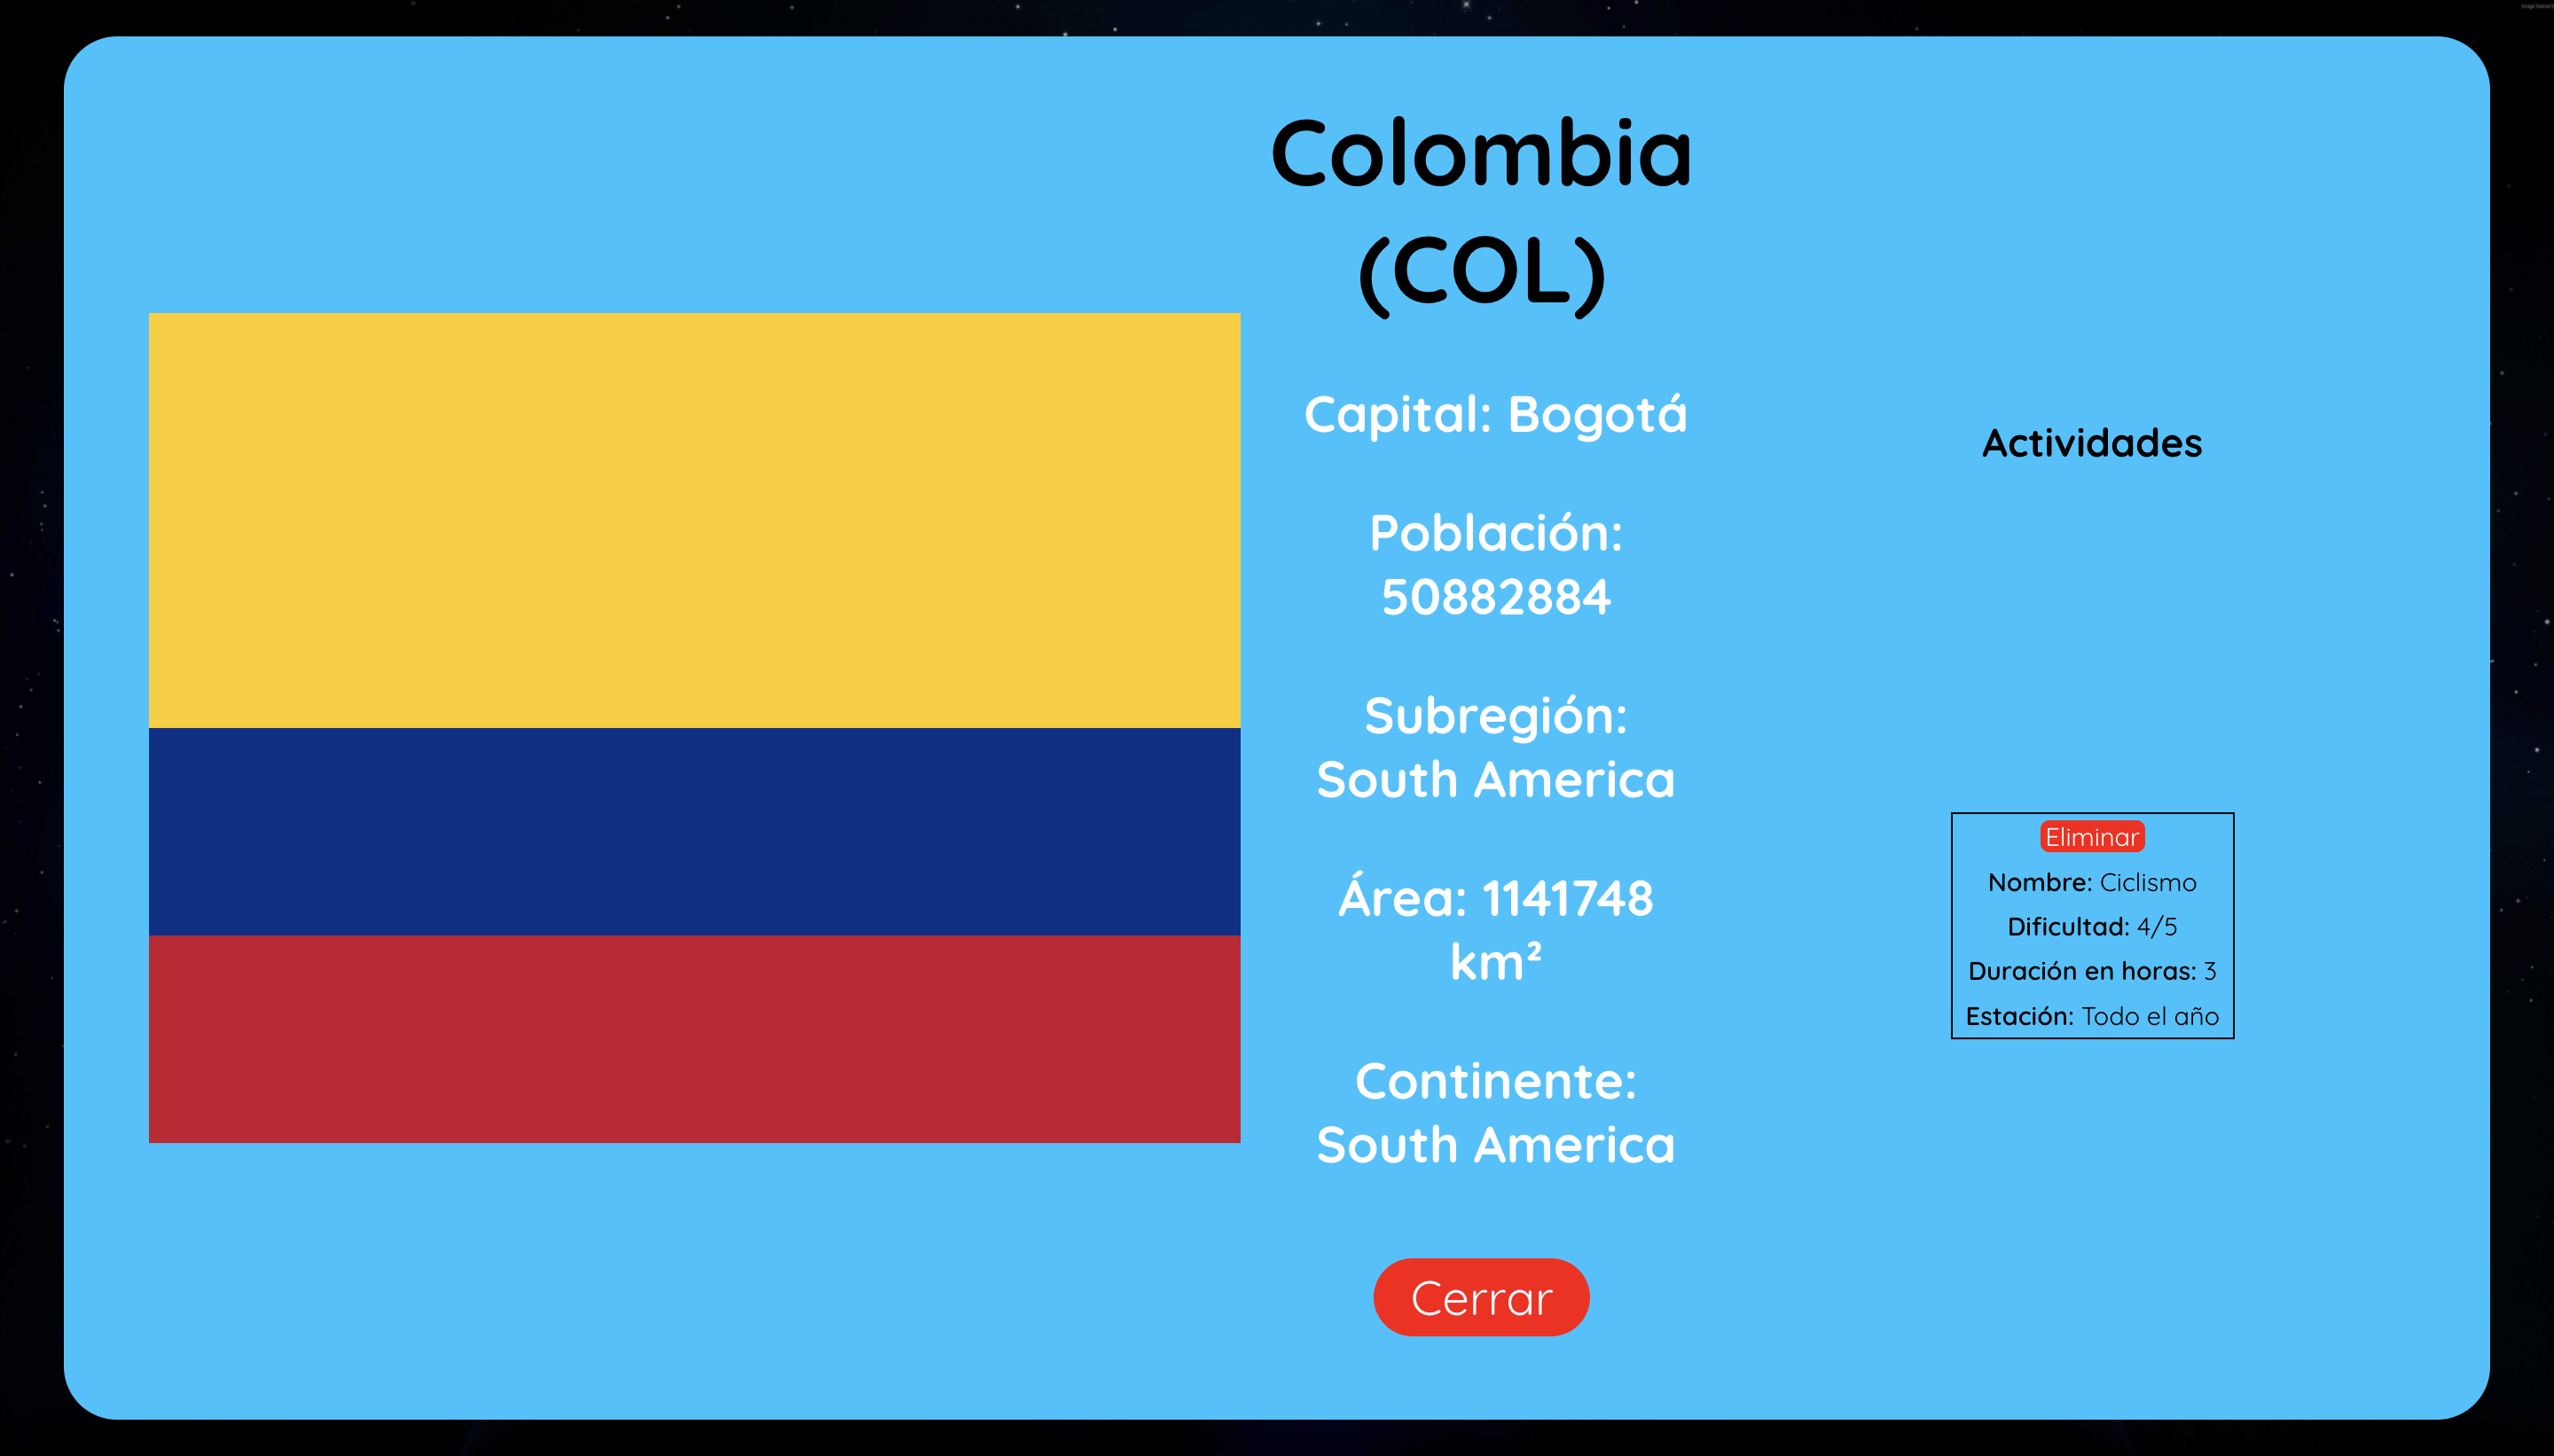 Colombia
(COL)
Capital: Bogotá
Población:
50882884
Subregión:
South America
Área: 1141748
km²
Continente:
South America
Cerrar
Actividades
Eliminar
Nombre: Ciclismo
Dificultad: 4/5
Duración en horas: 3
Estación: Todo el año